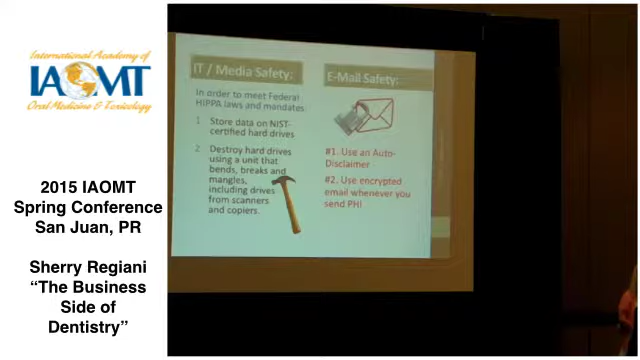 International Academy of
IAOMT
Oral Medicine & Toxicology
2015 IAOMT
Spring Conference
San Juan, PR
Sherry Regiani
“The Business
Side of
Dentistry”
IT / Media Safety:
In order to meet Federal
HIPPA laws and mandates
1 Store data on NIST-
certified hard drives
2 Destroy hard drives
using a unit that
bends, breaks and
mangles,
including drives
from scanners
and copiers.
E-Mail Safety:
#1. Use an Auto-
Disclaimer
#2. Use encrypted
email whenever you
send PHI